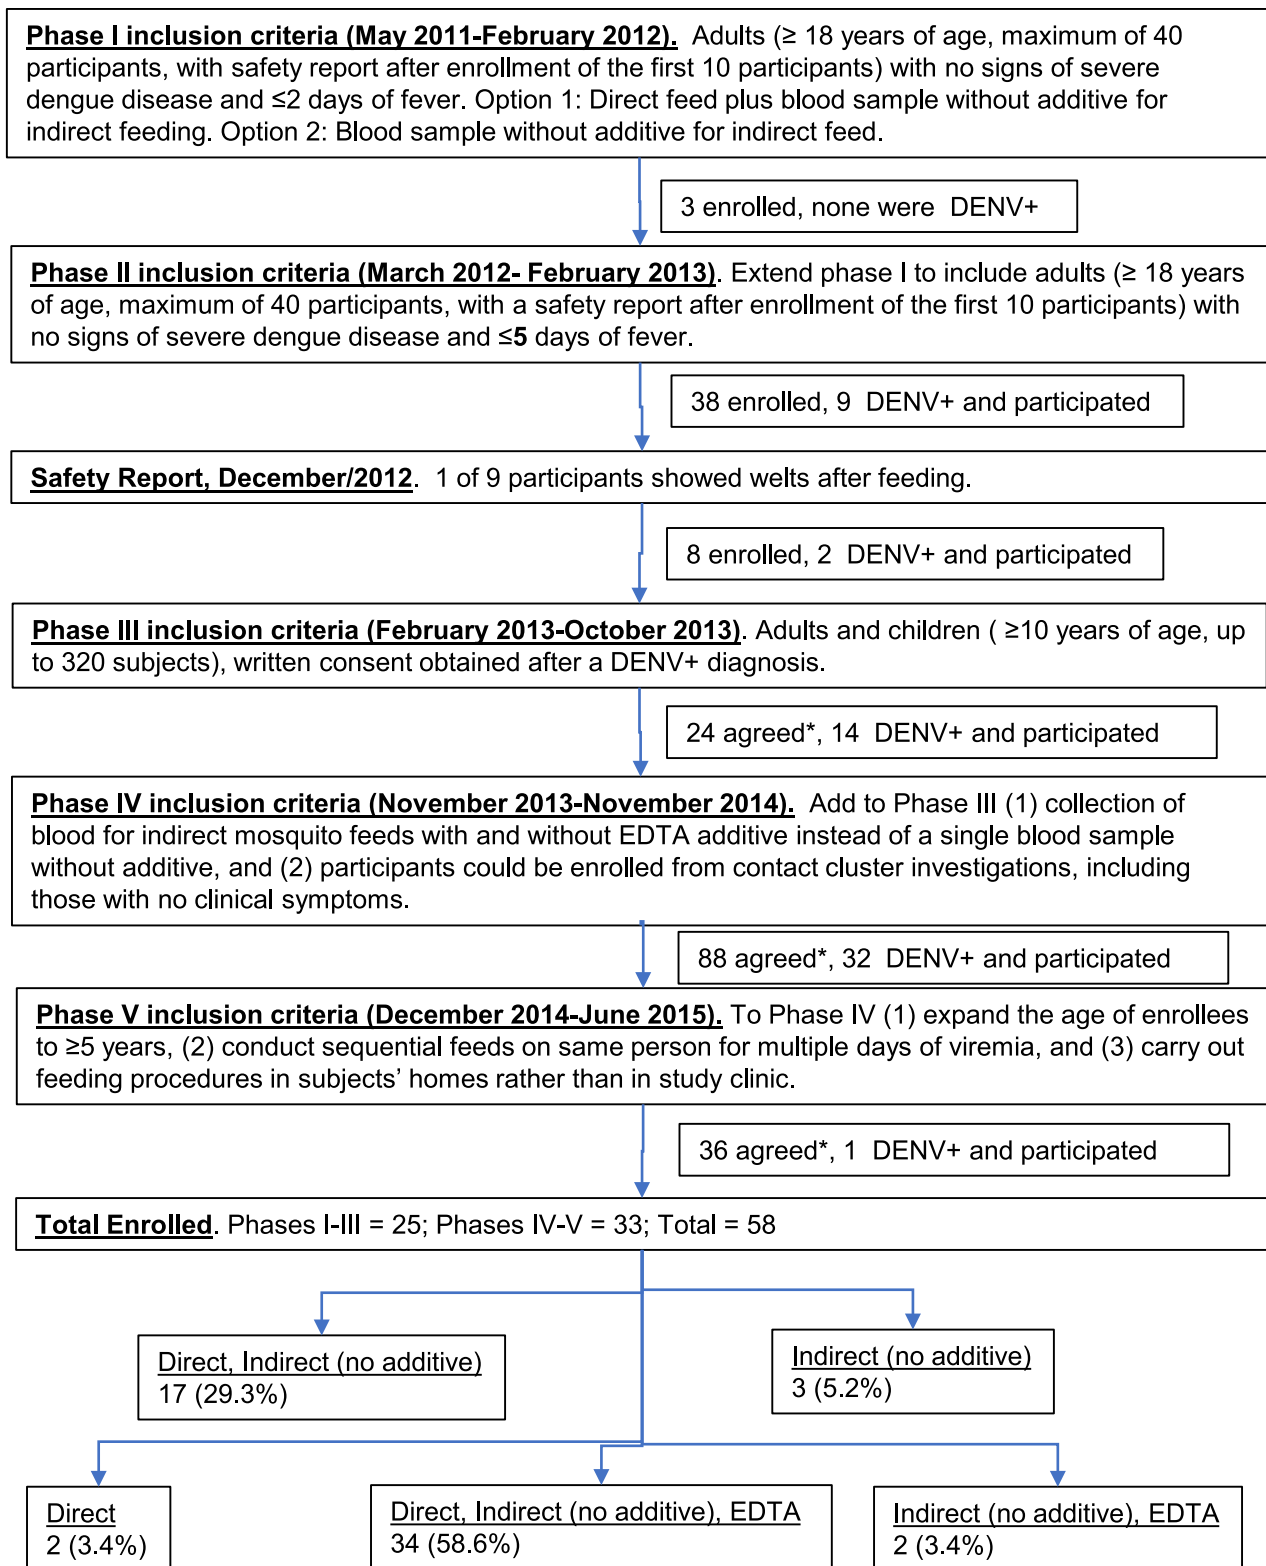 Phase I inclusion criteria (May 2011-February 2012). Adults (≥ 18 years of age, maximum of 40
participants, with safety report after enrollment of the first 10 participants) with no signs of severe
dengue disease and ≤2 days of fever. Option 1: Direct feed plus blood sample without additive for
indirect feeding. Option 2: Blood sample without additive for indirect feed.
3 enrolled, none were DENV+
Phase II inclusion criteria (March 2012- February 2013). Extend phase I to include adults (≥ 18 years
of age, maximum of 40 participants, with a safety report after enrollment of the first 10 participants) with
no signs of severe dengue disease and ≤5 days of fever.
38 enrolled, 9 DENV+ and participated
Safety Report, December/2012. 1 of 9 participants showed welts after feeding.
8 enrolled, 2 DENV+ and participated
Phase III inclusion criteria (February 2013-October 2013). Adults and children ( ≥10 years of age, up
to 320 subjects), written consent obtained after a DENV+ diagnosis.
24 agreed*, 14 DENV+ and participated
Phase IV inclusion criteria (November 2013-November 2014). Add to Phase III (1) collection of
blood for indirect mosquito feeds with and without EDTA additive instead of a single blood sample
without additive, and (2) participants could be enrolled from contact cluster investigations, including
those with no clinical symptoms.
88 agreed*, 32 DENV+ and participated
Phase V inclusion criteria (December 2014-June 2015). To Phase IV (1) expand the age of enrollees
to ≥5 years, (2) conduct sequential feeds on same person for multiple days of viremia, and (3) carry out
feeding procedures in subjects' homes rather than in study clinic.
36 agreed*, 1 DENV+ and participated
Total Enrolled. Phases I-III = 25; Phases IV-V = 33; Total = 58
Direct, Indirect (no additive)
17 (29.3%)
Indirect (no additive)
3 (5.2%)
Direct
2 (3.4%)
Direct, Indirect (no additive), EDTA
34 (58.6%)
Indirect (no additive), EDTA
2 (3.4%)